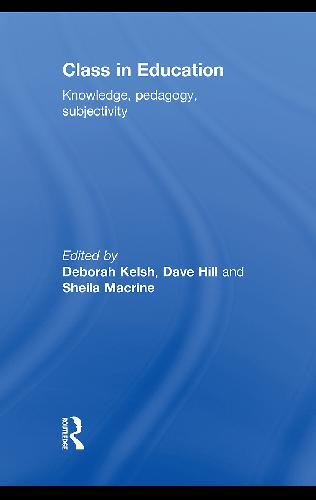 Class in Education
Knowledge, pedagogy,
subjectivity
Edited by
Deborah Kelsh, Dave Hill and
Sheila Macrine
ROUTLEDGE